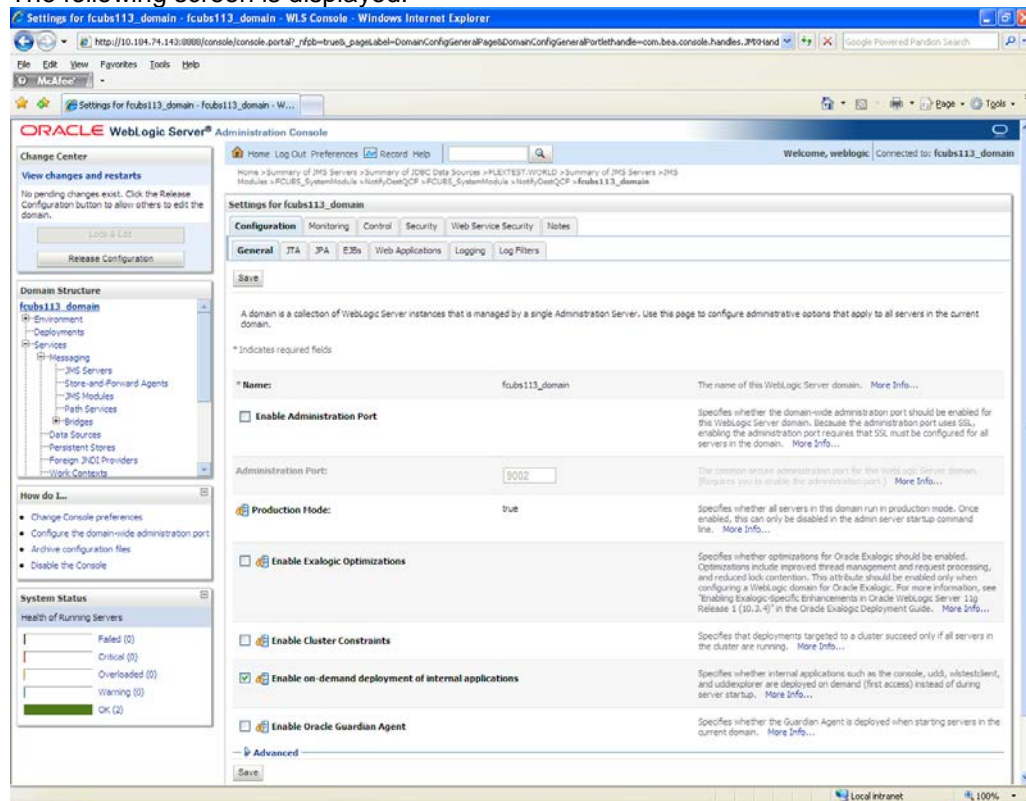 The following screen is displayed.
Settings for fcubs113_domain - fcubs113_domain - WLS Console - Windows Internet Explorer
http://10.184.74.143:8888/console/console.portal?_nfpb=true&_pageLabel=DomainConfigGeneralPage&DomainConfigGeneralPortlethandle=com.bea.console.handles.JMXHand
Google Powered Pandion Search
File Edit View Favorites Tools Help
McAfee
Settings for fcubs113_domain - fcubs113_domain - W...
Page Tools
ORACLE WebLogic Server® Administration Console
Change Center
View changes and restarts
No pending changes exist. Click the Release
Configuration button to allow others to edit the
domain.
Lock & Edit
Release Configuration
Domain Structure
fcubs113_domain
Environment
Deployments
Services
Messaging
JMS Servers
Store-and-Forward Agents
JMS Modules
Path Services
Bridges
Data Sources
Persistent Stores
Foreign JNDI Providers
Work Contexts
How do I...
Change Console preferences
Configure the domain-wide administration port
Archive configuration files
Disable the Console
System Status
Health of Running Servers
Failed (0)
Critical (0)
Overloaded (0)
Warning (0)
OK (2)
Home Log Out Preferences Record Help
Welcome, weblogic Connected to: fcubs113_domain
Home >Summary of JMS Servers >Summary of JDBC Data Sources >FLEXTEST.WORLD >Summary of JMS Servers >JMS
Modules >FCUBS_SystemModule >NotifyDestQCF >FCUBS_SystemModule >NotifyDestQCF >fcubs113_domain
Settings for fcubs113_domain
Configuration Monitoring Control Security Web Service Security Notes
General JTA JPA EJBs Web Applications Logging Log Filters
Save
A domain is a collection of WebLogic Server instances that is managed by a single Administration Server. Use this page to configure administrative options that apply to all servers in the current
domain.
* Indicates required fields
* Name:
fcubs113_domain
The name of this WebLogic Server domain. More Info...
Enable Administration Port
Specifies whether the domain-wide administration port should be enabled for
this WebLogic Server domain. Because the administration port uses SSL,
enabling the administration port requires that SSL must be configured for all
servers in the domain. More Info...
Administration Port:
9002
The common secure administration port for this WebLogic Server domain.
(Requires you to enable the administration port.) More Info...
Production Mode:
true
Specifies whether all servers in this domain run in production mode. Once
enabled, this can only be disabled in the admin server startup command
line. More Info...
Enable Exalogic Optimizations
Specifies whether optimizations for Oracle Exalogic should be enabled.
Optimizations include improved thread management and request processing,
and reduced lock contention. This attribute should be enabled only when
configuring a WebLogic domain for Oracle Exalogic. For more information, see
"Enabling Exalogic-Specific Enhancements in Oracle WebLogic Server 11g
Release 1 (10.3.4)" in the Oracle Exalogic Deployment Guide. More Info...
Enable Cluster Constraints
Specifies that deployments targeted to a cluster succeed only if all servers in
the cluster are running. More Info...
Enable on-demand deployment of internal applications
Specifies whether internal applications such as the console, uddi, wlstestclient,
and uddiexplorer are deployed on demand (first access) instead of during
server startup. More Info...
Enable Oracle Guardian Agent
Specifies whether the Guardian Agent is deployed when starting servers in the
current domain. More Info...
Advanced
Save
Local intranet
100%